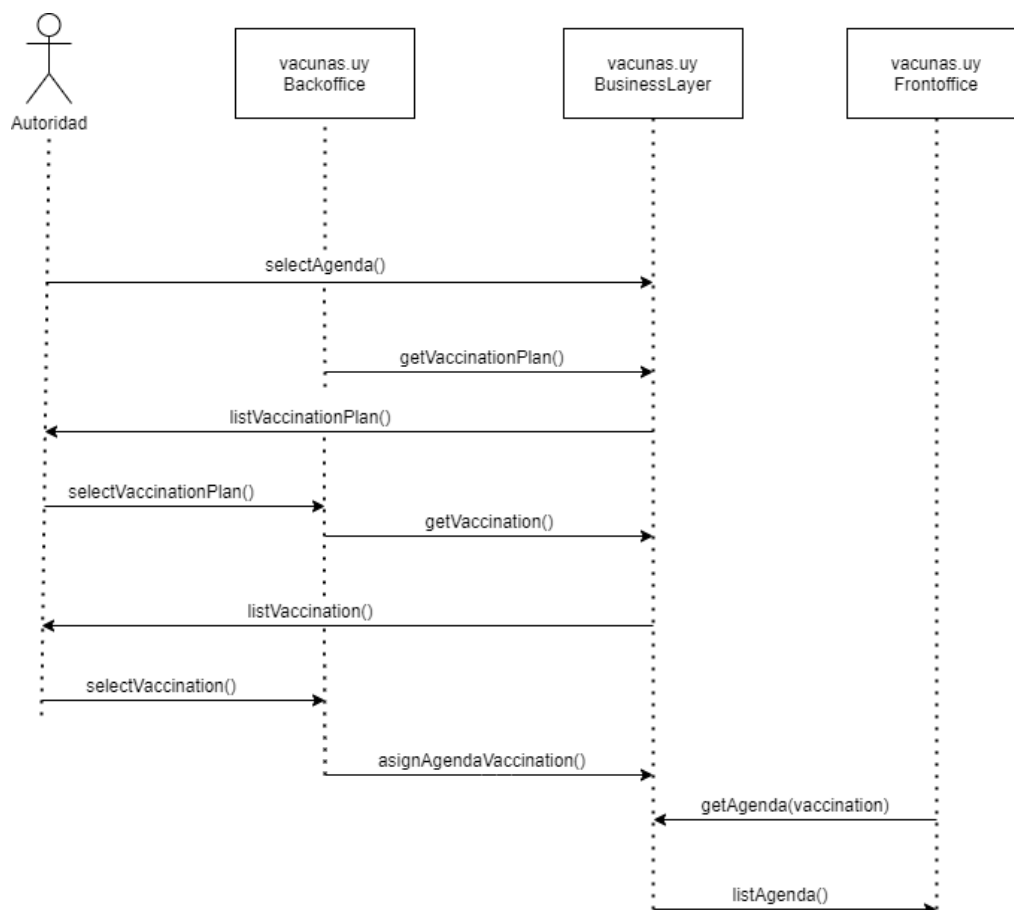 Autoridad
vacunas.uy
Backoffice
vacunas.uy
BusinessLayer
vacunas.uy
Frontoffice
selectAgenda()
getVaccinationPlan()
listVaccinationPlan()
selectVaccinationPlan()
getVaccination()
listVaccination()
selectVaccination()
asignAgendaVaccination()
getAgenda(vaccination)
listAgenda()